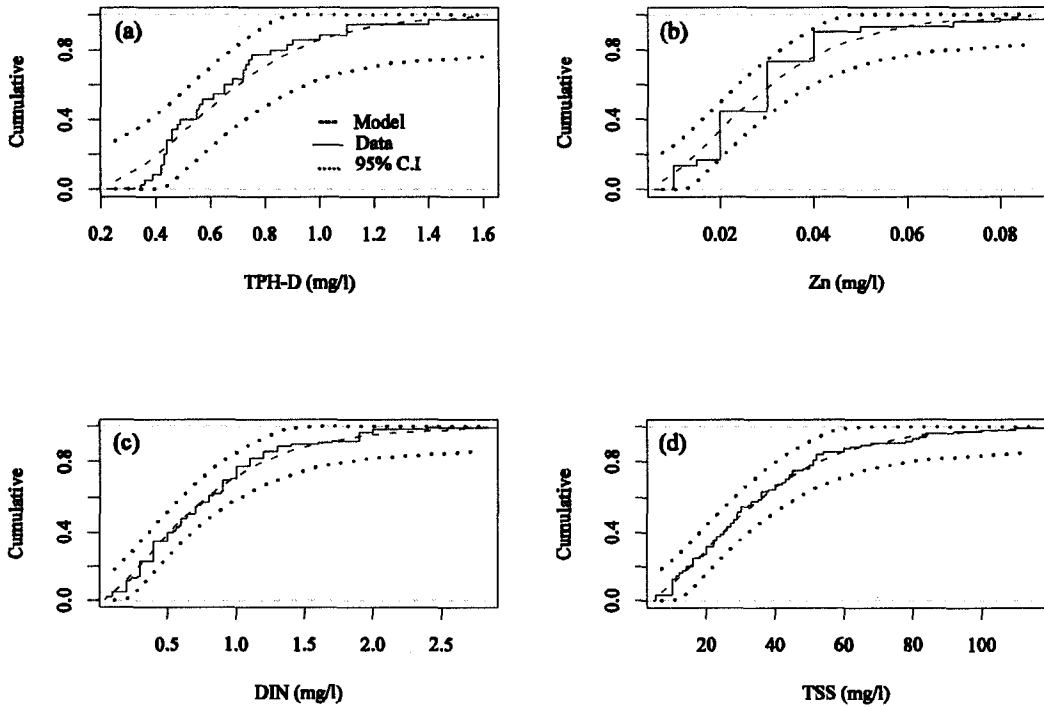 (a)
Cumulative
0.0 0.4 0.8
Model
Data
95% C.I
0.2 0.4 0.6 0.8 1.0 1.2 1.4 1.6
TPH-D (mg/l)
(b)
Cumulative
0.0 0.4 0.8
0.02 0.04 0.06 0.08
Zn (mg/l)
(c)
Cumulative
0.0 0.4 0.8
0.5 1.0 1.5 2.0 2.5
DIN (mg/l)
(d)
Cumulative
0.0 0.4 0.8
20 40 60 80 100
TSS (mg/l)